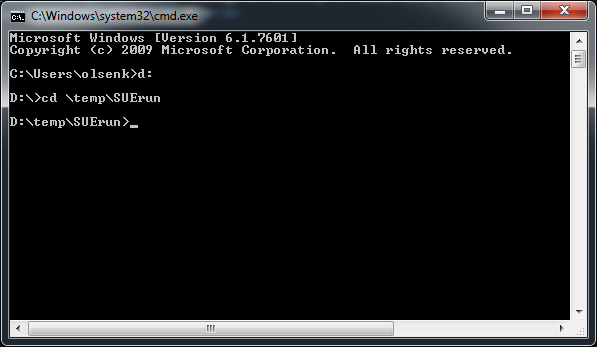 C:\Windows\system32\cmd.exe
Microsoft Windows [Version 6.1.7601]
Copyright (c) 2009 Microsoft Corporation.  All rights reserved.
C:\Users\olsenk>d:
D:\>cd \temp\SUErun
D:\temp\SUErun>_